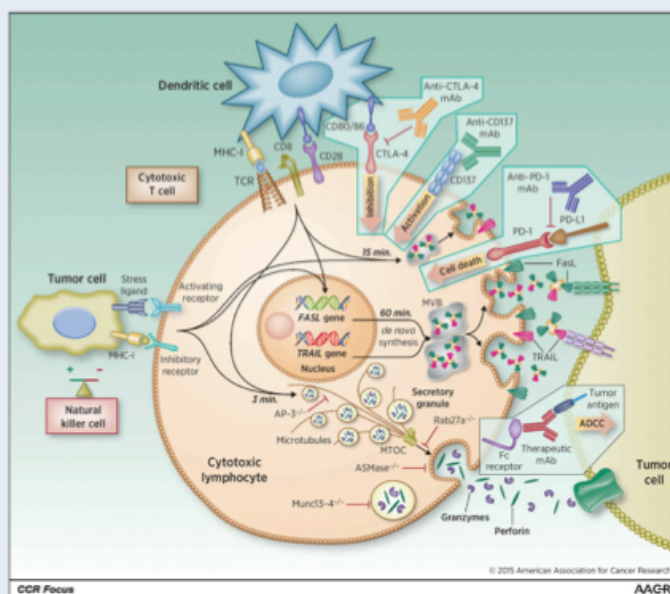 Dendritic cell
Anti-CTLA-4
mAb
Anti-CD137
mAb
CD80/86
CTLA-4
MHC-I
CD8
CD28
TCR
Cytotoxic
T cell
CD137
Anti-PD-1
mAb
PD-L1
PD-1
Inhibition
Activation
15 min.
Cell death
FasL
Tumor cell
Stress
ligand
Activating
receptor
MHC-I
Inhibitory
receptor
+ -
Natural
killer cell
FASL gene
60 min.
MVB
de novo
synthesis
TRAIL gene
Nucleus
TRAIL
3 min.
Secretory
granule
AP-3-/-
Rab27a-/-
Microtubules
MTOC
Tumor
antigen
ADCC
Fc
receptor
Therapeutic
mAb
Cytotoxic
lymphocyte
ASMase-/-
Munc13-4-/-
Granzymes
Perforin
Tumor
cell
© 2015 American Association for Cancer Research
CCR Focus
AACR